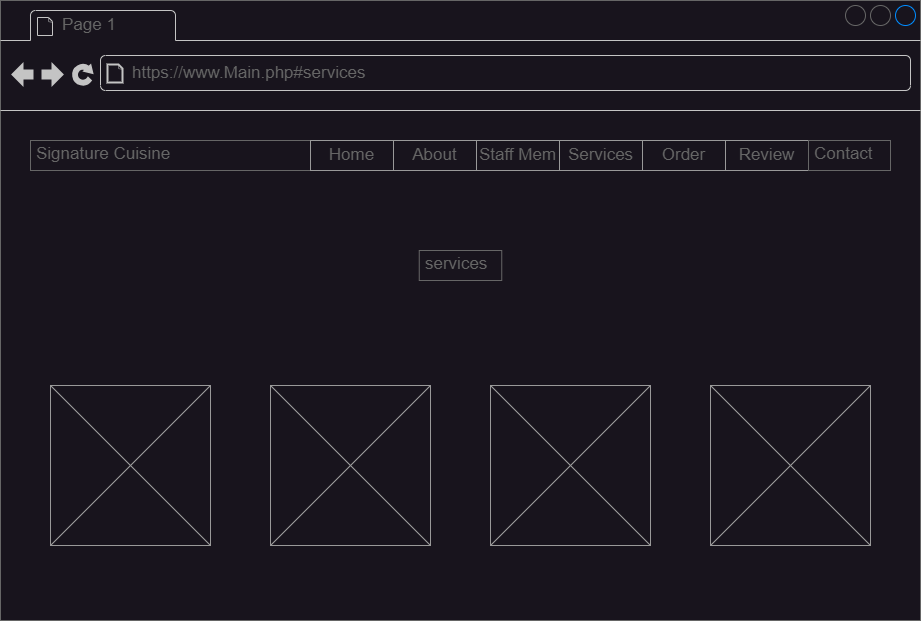 Page 1
https://www.Main.php#services
Signature Cuisine Home About Staff Mem Services Order Review Contact
services